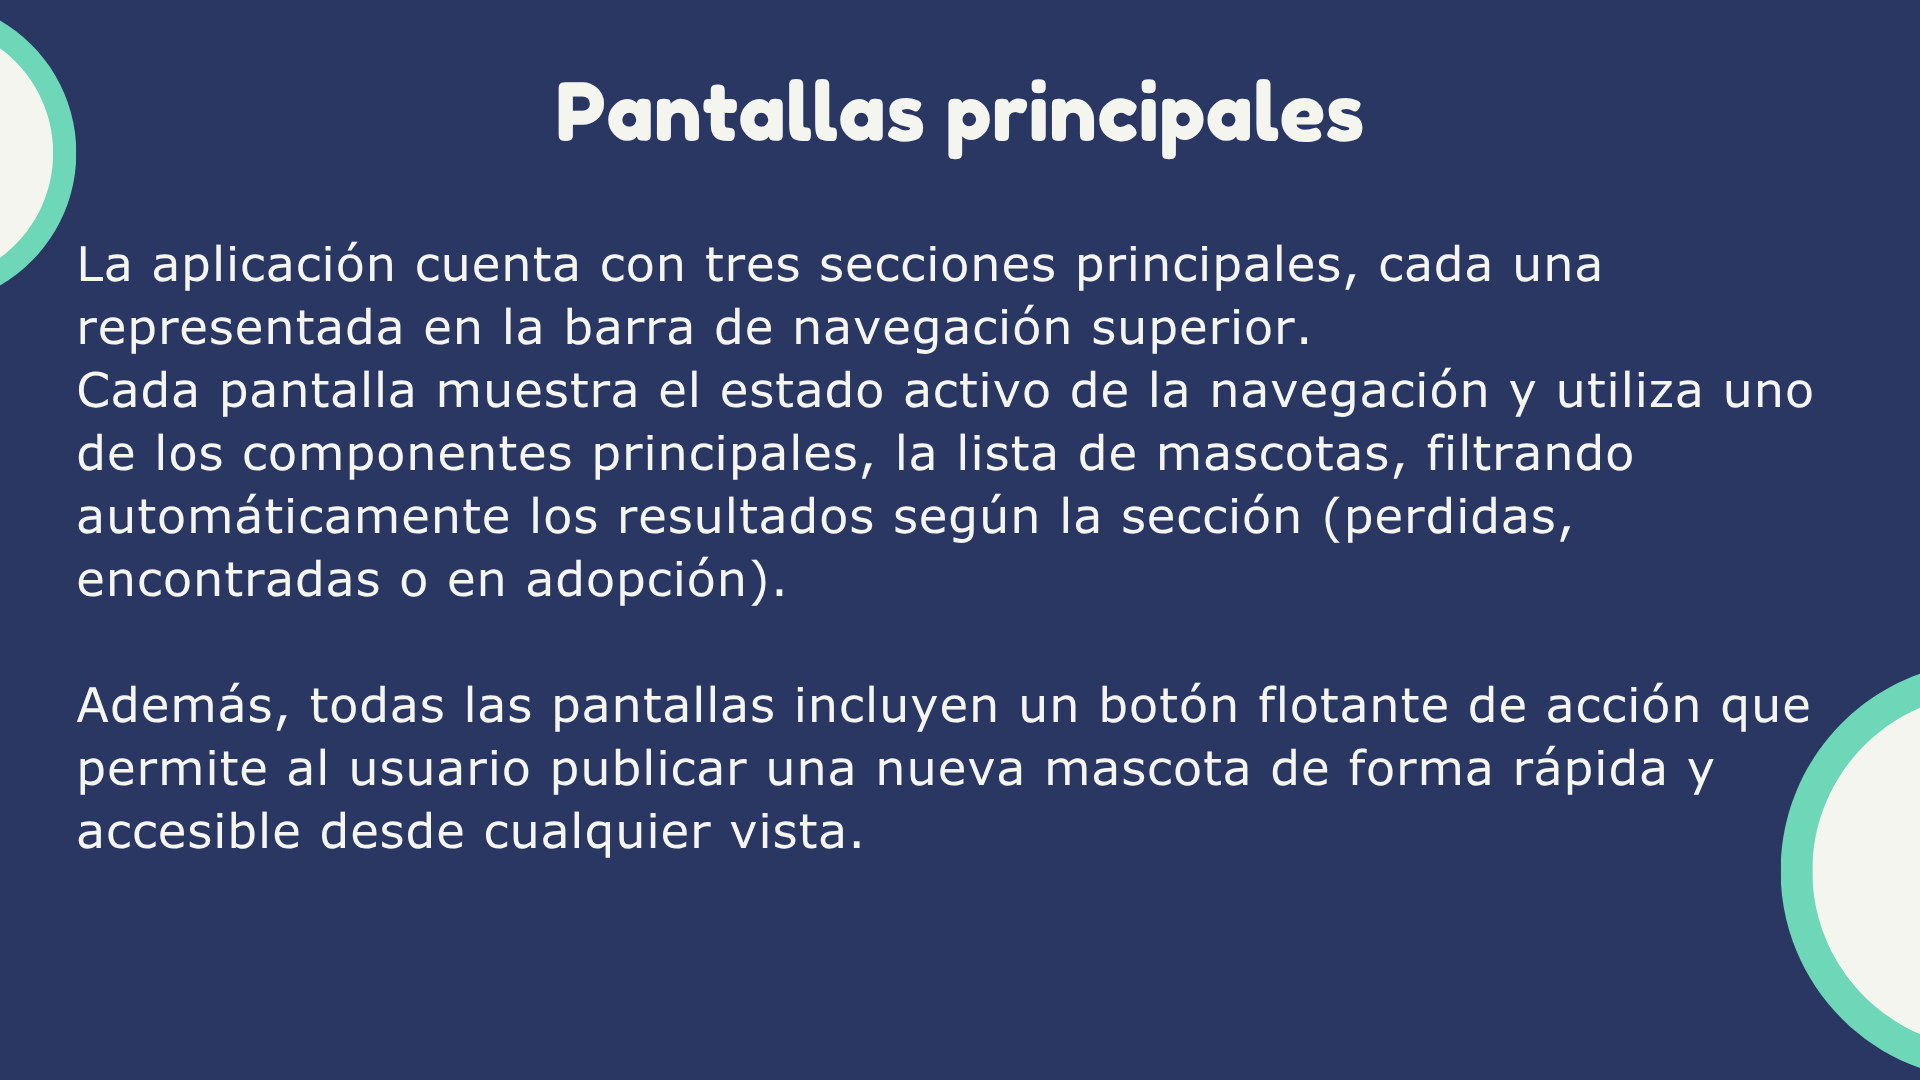 Pantallas principales
La aplicación cuenta con tres secciones principales, cada una
representada en la barra de navegación superior.
Cada pantalla muestra el estado activo de la navegación y utiliza uno
de los componentes principales, la lista de mascotas, filtrando
automáticamente los resultados según la sección (perdidas,
encontradas o en adopción).
Además, todas las pantallas incluyen un botón flotante de acción que
permite al usuario publicar una nueva mascota de forma rápida y
accesible desde cualquier vista.